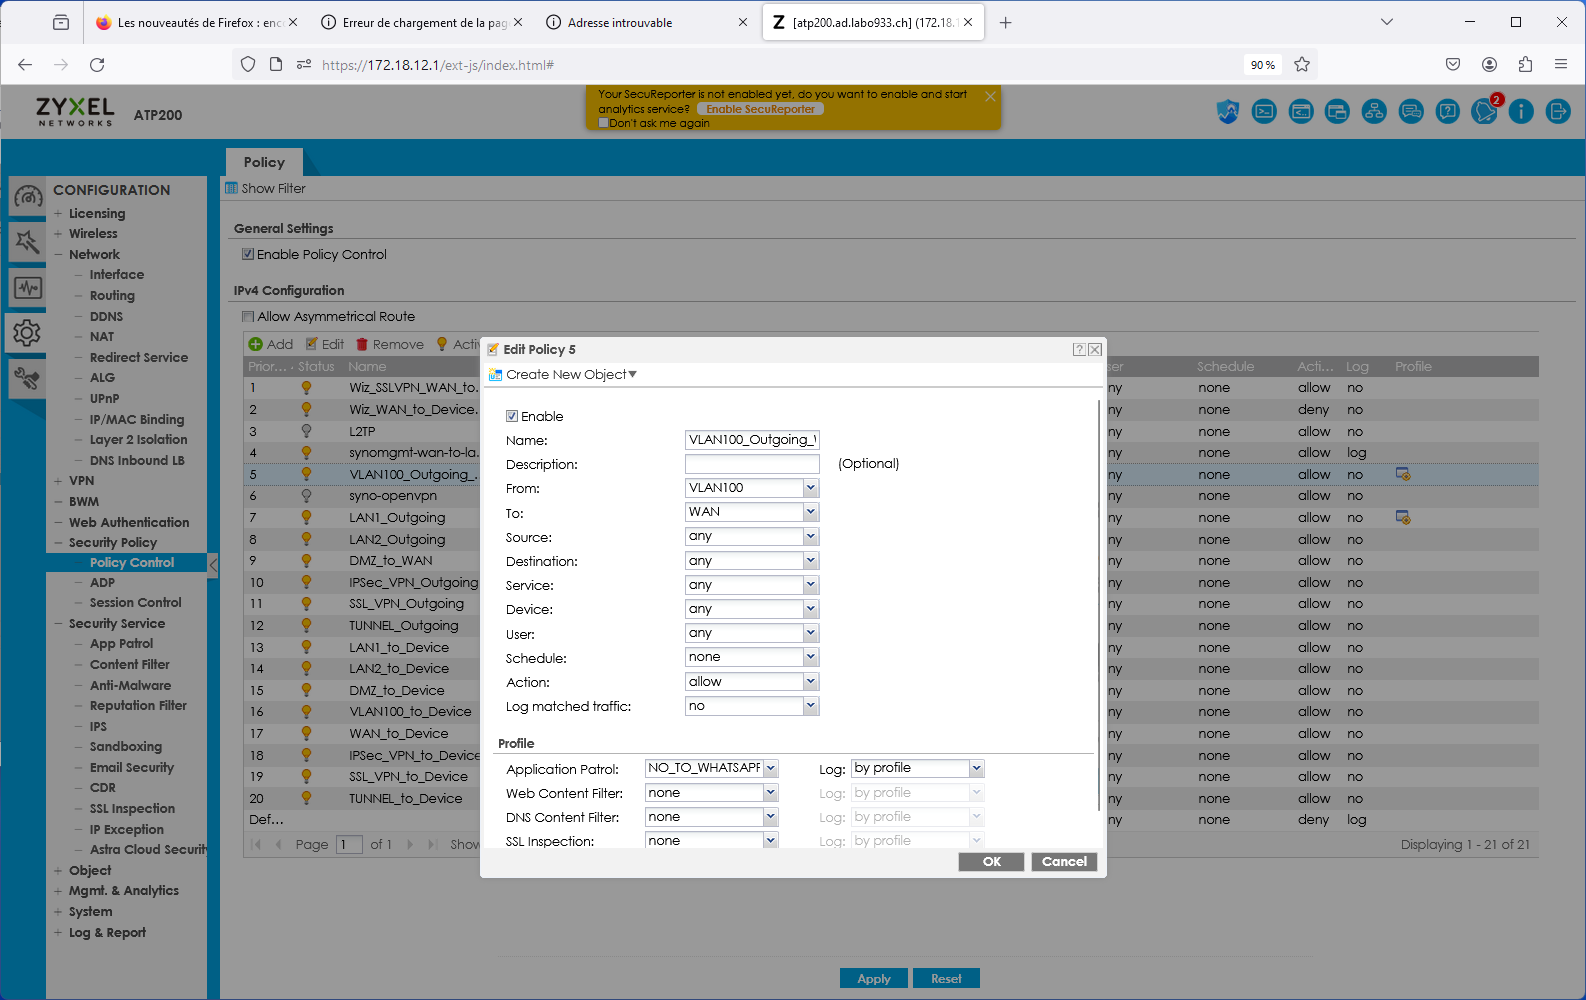 Les nouveautés de Firefox : enc
Erreur de chargement de la pag
Adresse introuvable
[atp200.ad.labo933.ch] (172.18.1
https://172.18.12.1/ext-js/index.html#
90 %
ZYXEL
NETWORKS
ATP200
Your SecuReporter is not enabled yet, do you want to enable and start
analytics service? Enable SecuReporter
Don't ask me again
2
Policy
Show Filter
CONFIGURATION
Licensing
Wireless
Network
Interface
Routing
DDNS
NAT
Redirect Service
ALG
UPnP
IP/MAC Binding
Layer 2 Isolation
DNS Inbound LB
VPN
BWM
Web Authentication
Security Policy
Policy Control
ADP
Session Control
Security Service
App Patrol
Content Filter
Anti-Malware
Reputation Filter
IPS
Sandboxing
Email Security
CDR
SSL Inspection
IP Exception
Astra Cloud Security
Object
Mgmt. & Analytics
System
Log & Report
General Settings
Enable Policy Control
IPv4 Configuration
Allow Asymmetrical Route
Add Edit Remove Activ
Prior... Status Name ser Schedule Acti... Log Profile
1 Wiz_SSLVPN_WAN_to... ny none allow no
2 Wiz_WAN_to_Device... ny none deny no
3 L2TP ny none allow no
4 synomgmt-wan-to-la... ny none allow log
5 VLAN100_Outgoing_... ny none allow no
6 syno-openvpn ny none allow no
7 LAN1_Outgoing ny none allow no
8 LAN2_Outgoing ny none allow no
9 DMZ_to_WAN ny none allow no
10 IPSec_VPN_Outgoing ny none allow no
11 SSL_VPN_Outgoing ny none allow no
12 TUNNEL_Outgoing ny none allow no
13 LAN1_to_Device ny none allow no
14 LAN2_to_Device ny none allow no
15 DMZ_to_Device ny none allow no
16 VLAN100_to_Device ny none allow no
17 WAN_to_Device ny none allow no
18 IPSec_VPN_to_Device ny none allow no
19 SSL_VPN_to_Device ny none allow no
20 TUNNEL_to_Device ny none allow no
Def... ny none deny log
Page 1 of 1 Show
Displaying 1 - 21 of 21
Edit Policy 5
Create New Object
Enable
Name: VLAN100_Outgoing_
Description: (Optional)
From: VLAN100
To: WAN
Source: any
Destination: any
Service: any
Device: any
User: any
Schedule: none
Action: allow
Log matched traffic: no
Profile
Application Patrol: NO_TO_WHATSAPP Log: by profile
Web Content Filter: none Log: by profile
DNS Content Filter: none Log: by profile
SSL Inspection: none Log: by profile
OK Cancel
Apply Reset